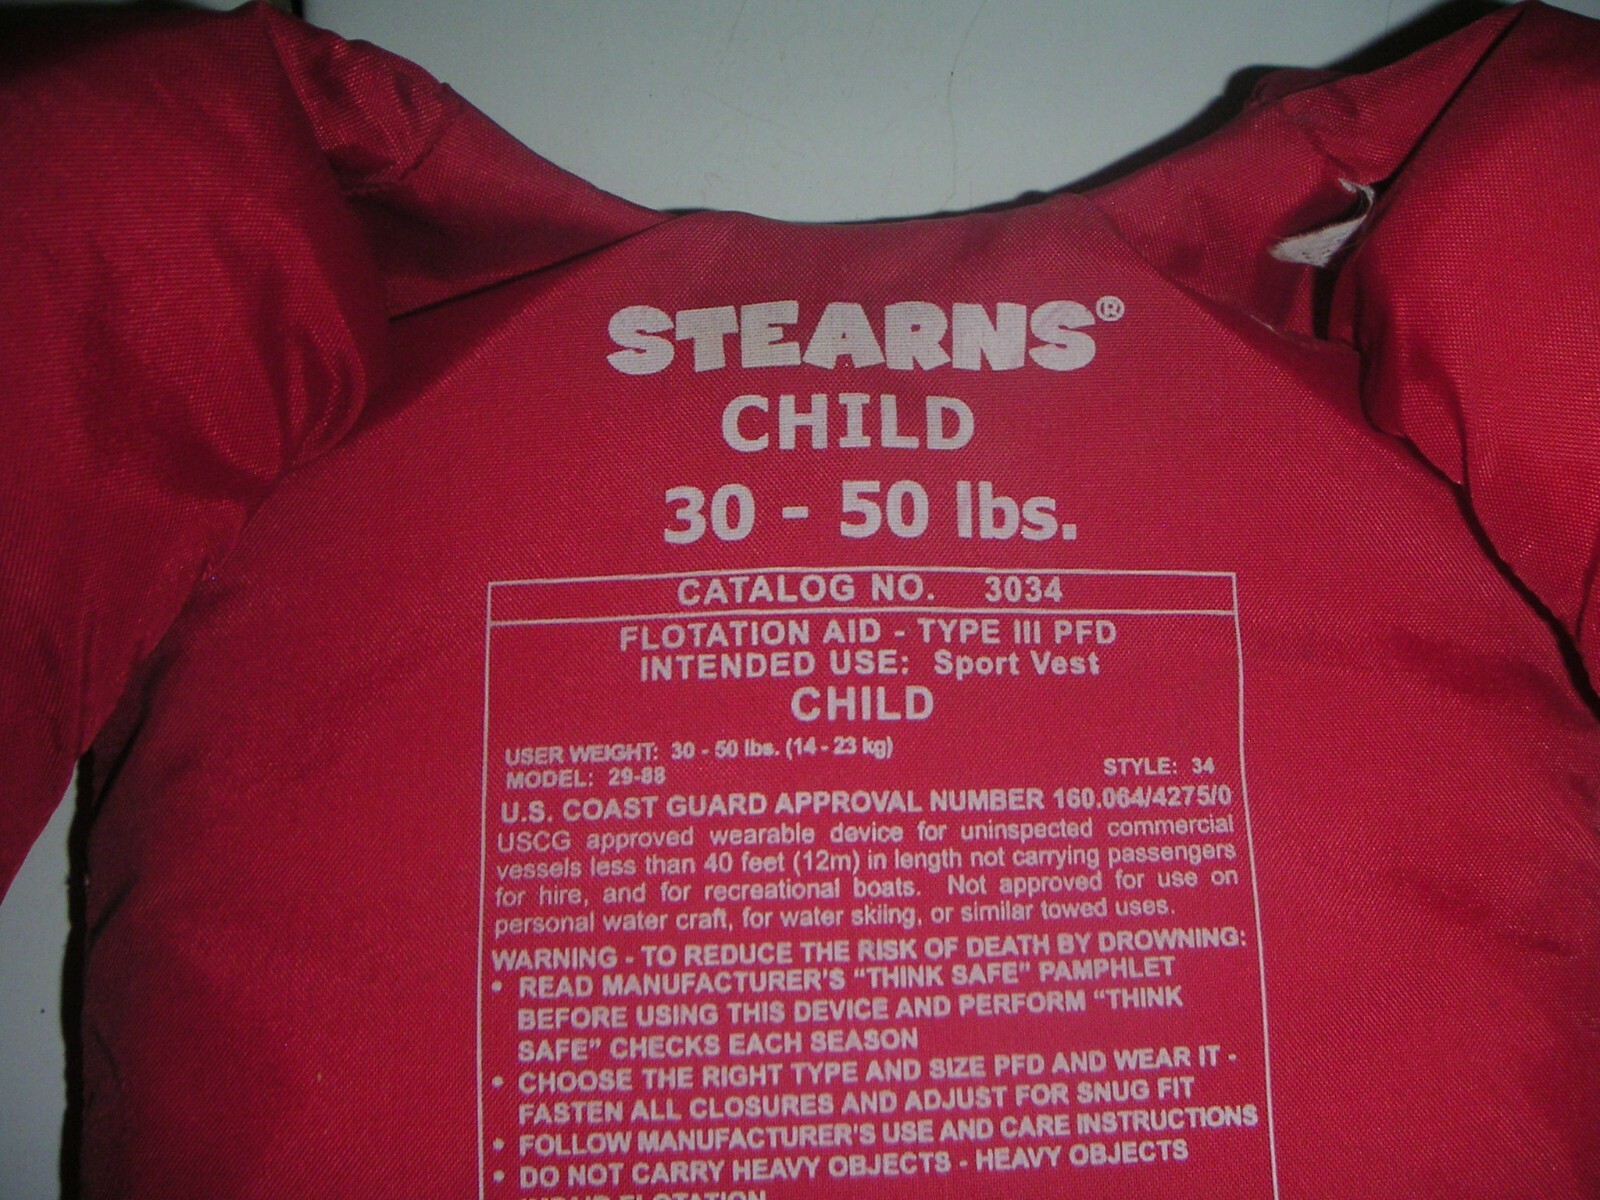 STEARNS®
CHILD
30 - 50 lbs.
CATALOG NO. 3034
FLOTATION AID - TYPE III PFD
INTENDED USE: Sport Vest
CHILD
USER WEIGHT: 30 - 50 lbs. (14 - 23 kg)
MODEL: 29-88 STYLE: 34
U.S. COAST GUARD APPROVAL NUMBER 160.064/4275/0
USCG approved wearable device for uninspected commercial
vessels less than 40 feet (12m) in length not carrying passengers
for hire, and for recreational boats. Not approved for use on
personal water craft, for water skiing, or similar towed uses.
WARNING - TO REDUCE THE RISK OF DEATH BY DROWNING:
• READ MANUFACTURER'S "THINK SAFE" PAMPHLET
BEFORE USING THIS DEVICE AND PERFORM "THINK
SAFE" CHECKS EACH SEASON
• CHOOSE THE RIGHT TYPE AND SIZE PFD AND WEAR IT -
FASTEN ALL CLOSURES AND ADJUST FOR SNUG FIT
• FOLLOW MANUFACTURER'S USE AND CARE INSTRUCTIONS
• DO NOT CARRY HEAVY OBJECTS - HEAVY OBJECTS
FLOTATION